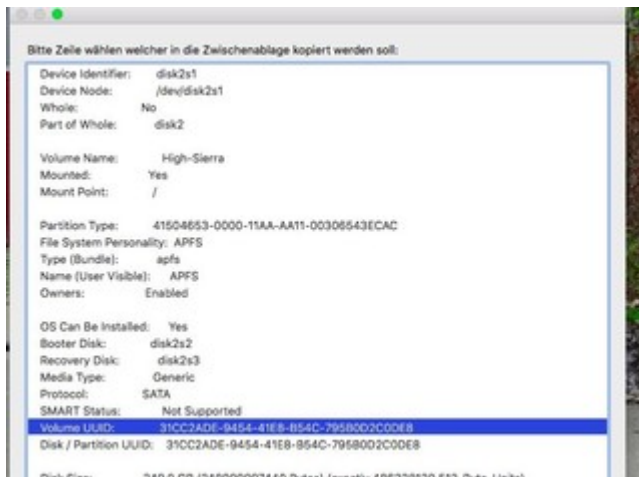 Bitte Zeile wählen welcher in die Zwischenablage kopiert werden soll:
Device Identifier: disk2s1
Device Node: /dev/disk2s1
Whole: No
Part of Whole: disk2
Volume Name: High-Sierra
Mounted: Yes
Mount Point: /
Partition Type: 41504653-0000-11AA-AA11-00306543ECAC
File System Personality: APFS
Type (Bundle): apfs
Name (User Visible): APFS
Owners: Enabled
OS Can Be Installed: Yes
Booter Disk: disk2s2
Recovery Disk: disk2s3
Media Type: Generic
Protocol: SATA
SMART Status: Not Supported
Volume UUID: 31CC2ADE-9454-41E8-854C-795B0D2C0DE8
Disk / Partition UUID: 31CC2ADE-9454-41E8-854C-795B0D2C0DE8